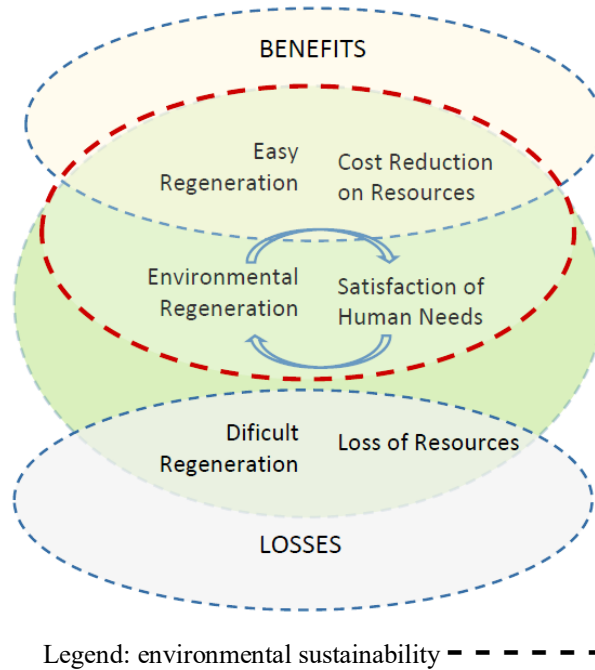 BENEFITS
Easy
Regeneration
Cost Reduction
on Resources
Environmental
Regeneration
Satisfaction of
Human Needs
Dificult
Regeneration
Loss of Resources
LOSSES
Legend: environmental sustainability